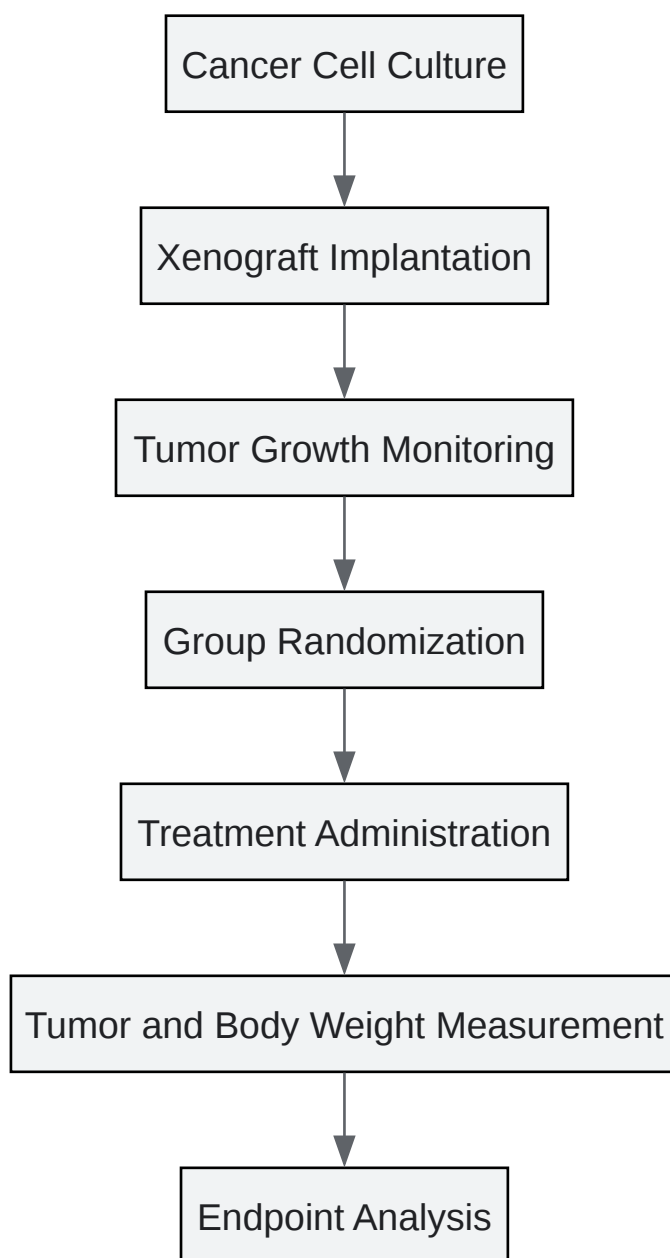 Cancer Cell Culture
Xenograft Implantation
Tumor Growth Monitoring
Group Randomization
Treatment Administration
Tumor and Body Weight Measurement
Endpoint Analysis